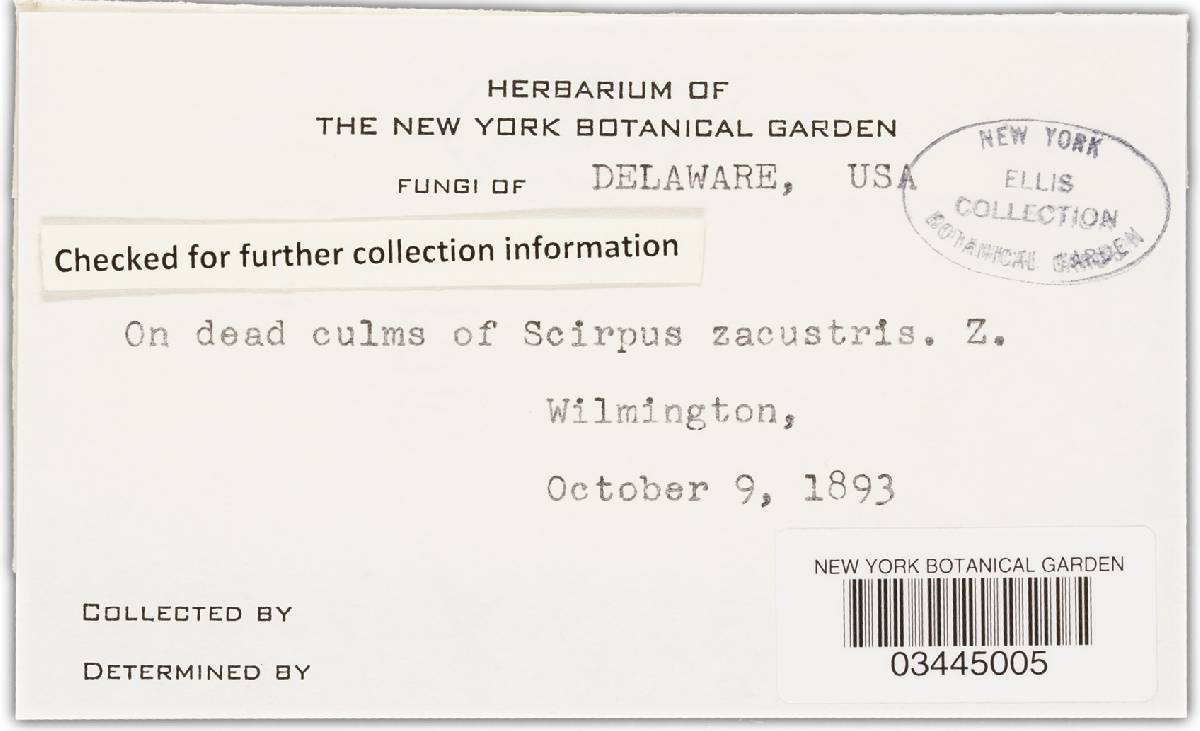 HERBARIUM OF
THE NEW YORK BOTANICAL GARDEN
FUNGI OF DELAWARE, USA
NEW YORK
ELLIS
COLLECTION
BOTANICAL GARDEN
Checked for further collection information
On dead culms of Scirpus zacustris. Z.
Wilmington,
October 9, 1893
NEW YORK BOTANICAL GARDEN
03445005
COLLECTED BY
DETERMINED BY